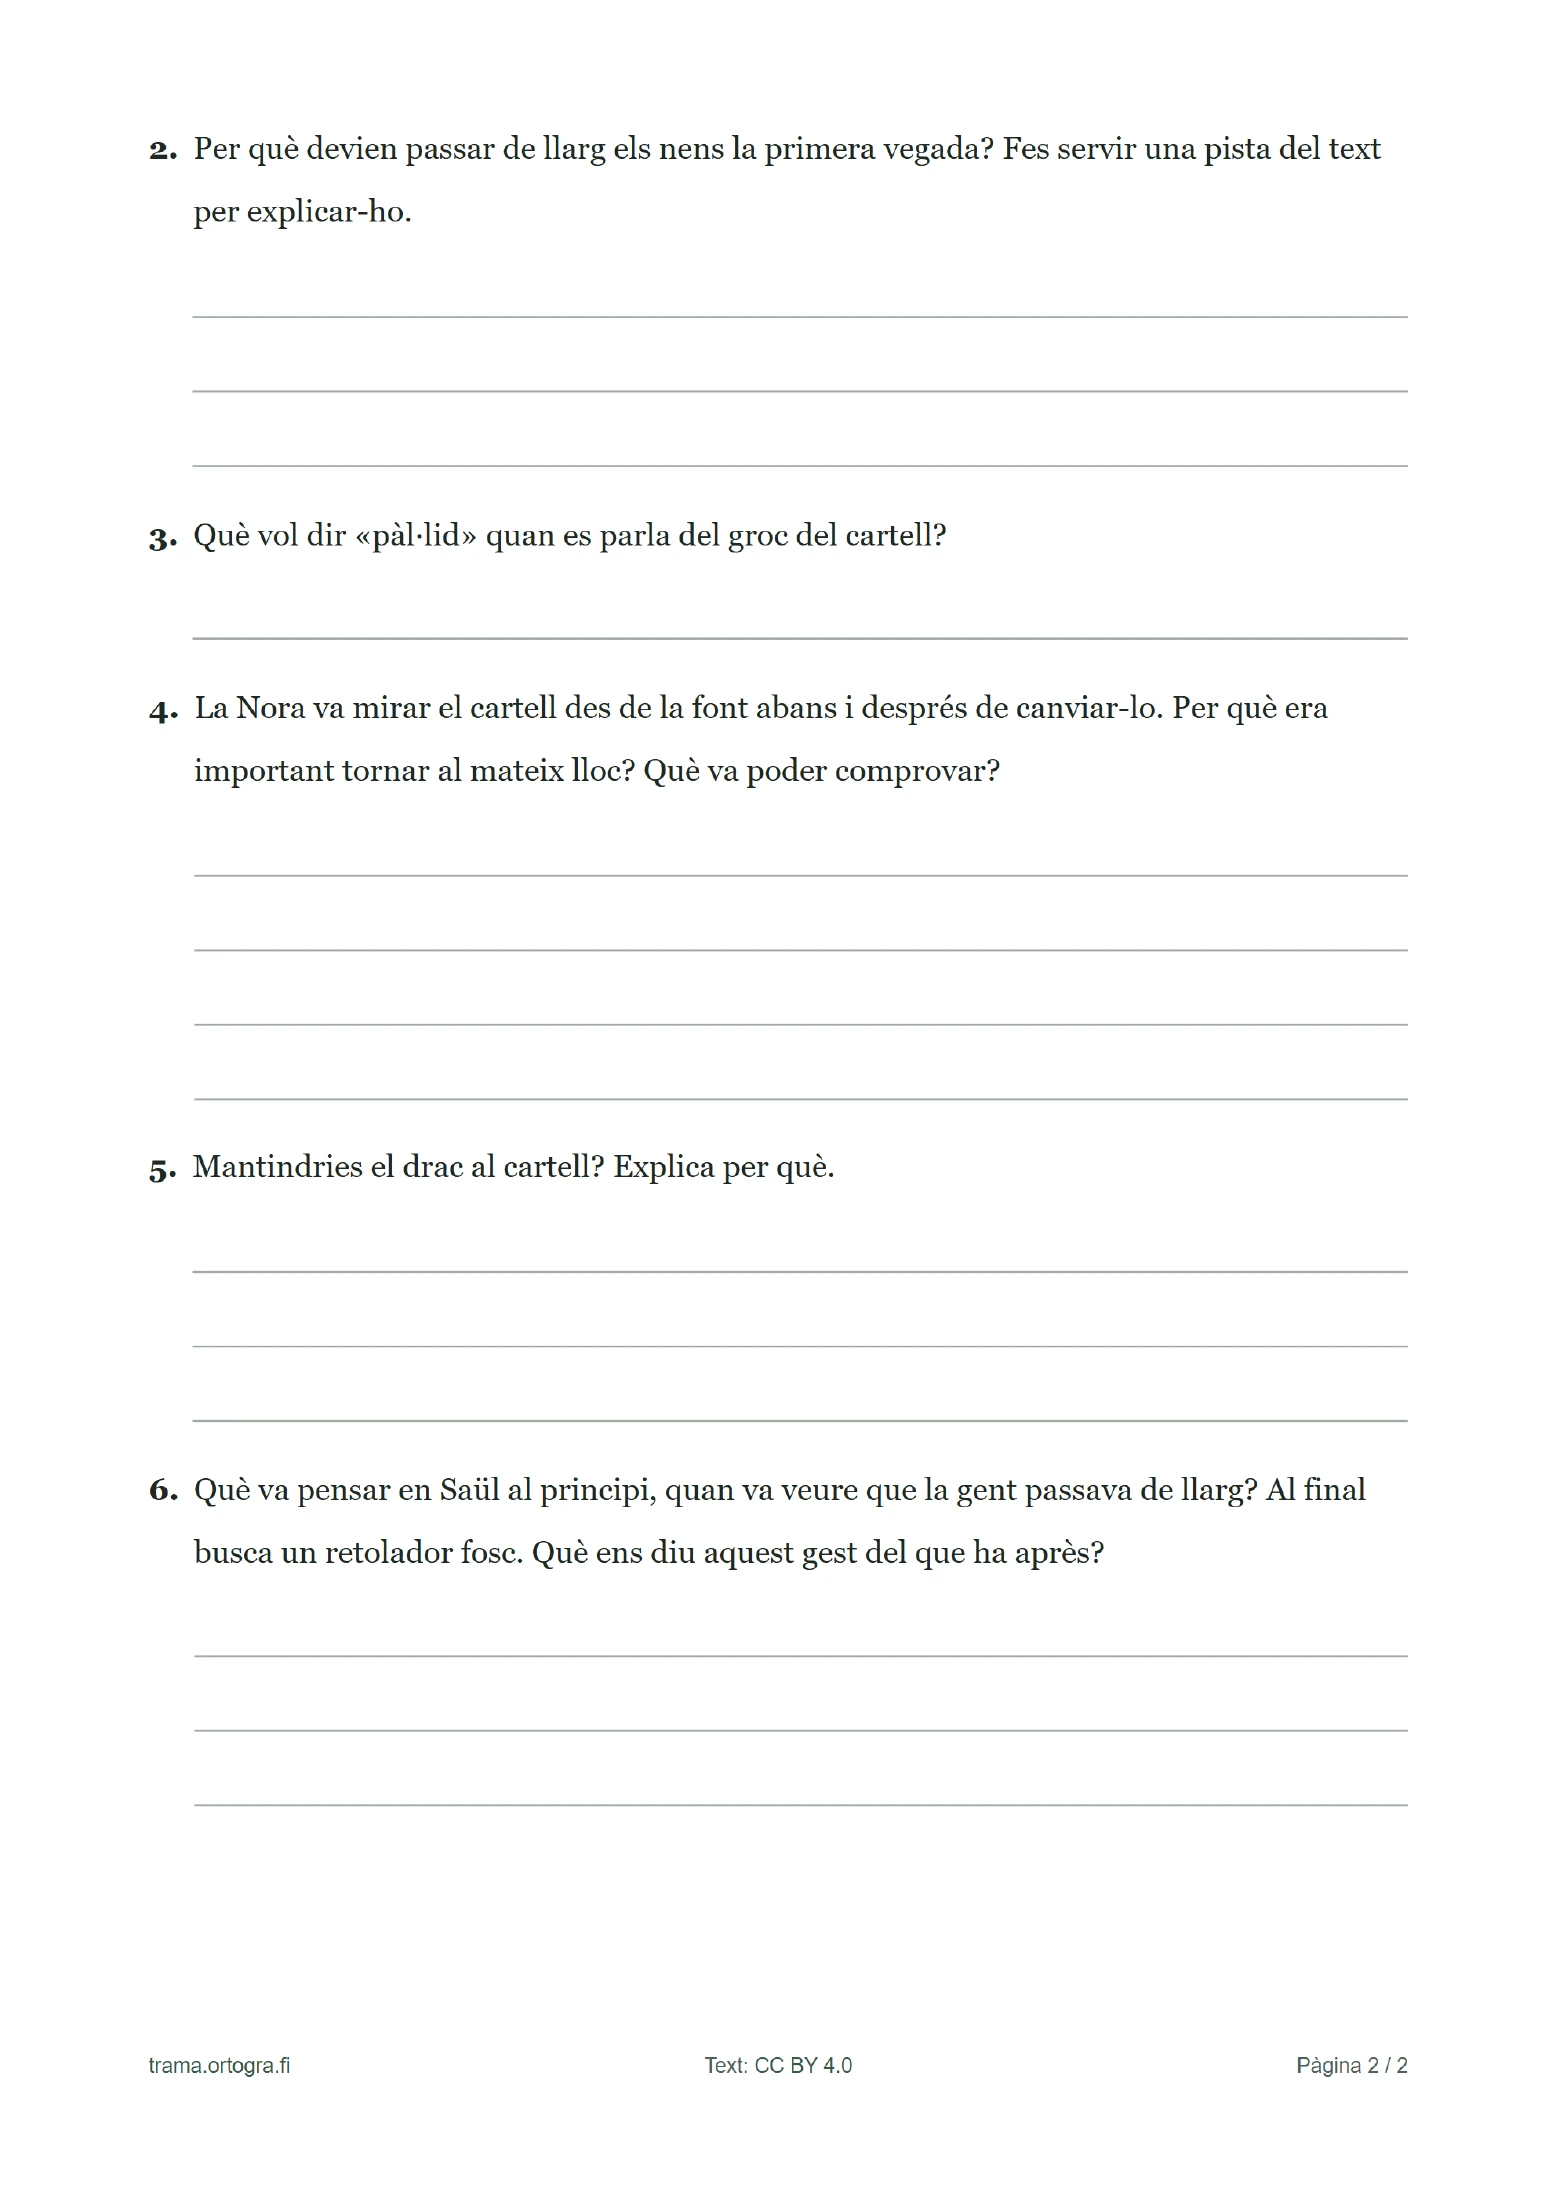 2. Per què devien passar de llarg els nens la primera vegada? Fes servir una pista del text
per explicar-ho.
3. Què vol dir «pàl·lid» quan es parla del groc del cartell?
4. La Nora va mirar el cartell des de la font abans i després de canviar-lo. Per què era
important tornar al mateix lloc? Què va poder comprovar?
5. Mantindries el drac al cartell? Explica per què.
6. Què va pensar en Saül al principi, quan va veure que la gent passava de llarg? Al final
busca un retolador fosc. Què ens diu aquest gest del que ha après?
trama.ortogra.fi Text: CC BY 4.0 Pàgina 2 / 2